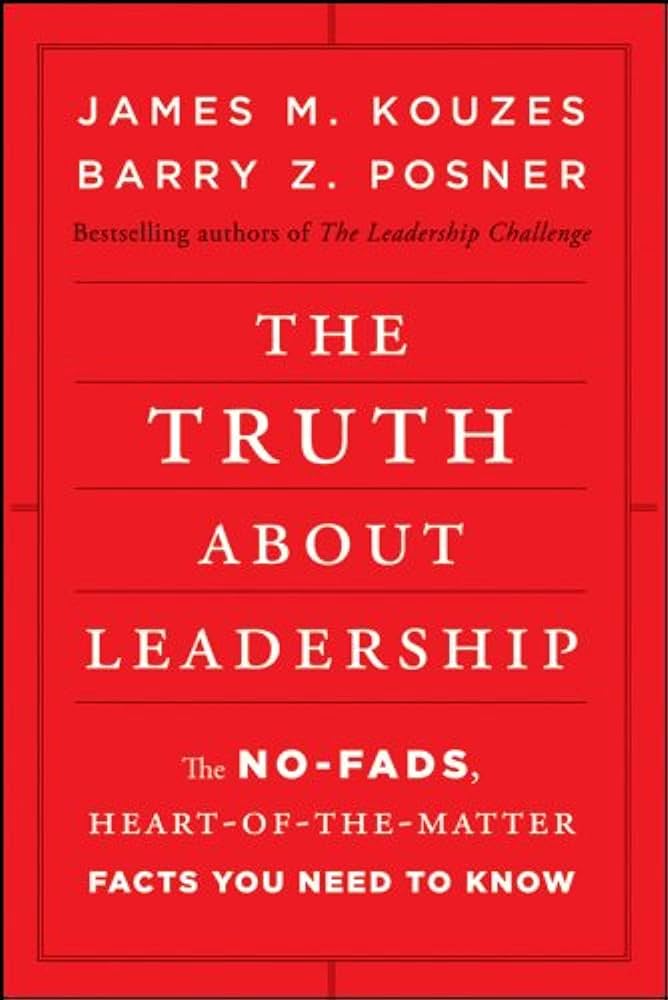 JAMES M. KOUZES
BARRY Z. POSNER
Bestselling authors of The Leadership Challenge
THE
TRUTH
ABOUT
LEADERSHIP
The NO-FADS,
HEART-OF-THE-MATTER
FACTS YOU NEED TO KNOW